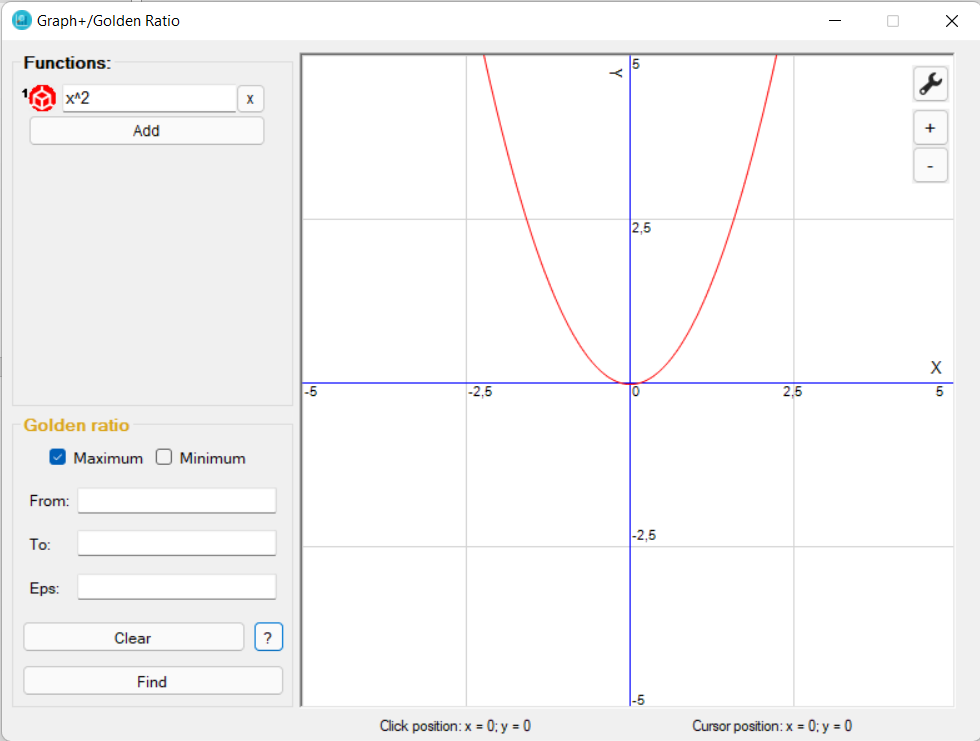 Graph+/Golden Ratio
Functions:
1 x^2 x
Add
Golden ratio
Maximum Minimum
From:
To:
Eps:
Clear ?
Find
Y 5
+
-
2,5
X
-5 -2,5 0 2,5 5
-2,5
-5
Click position: x = 0; y = 0 Cursor position: x = 0; y = 0